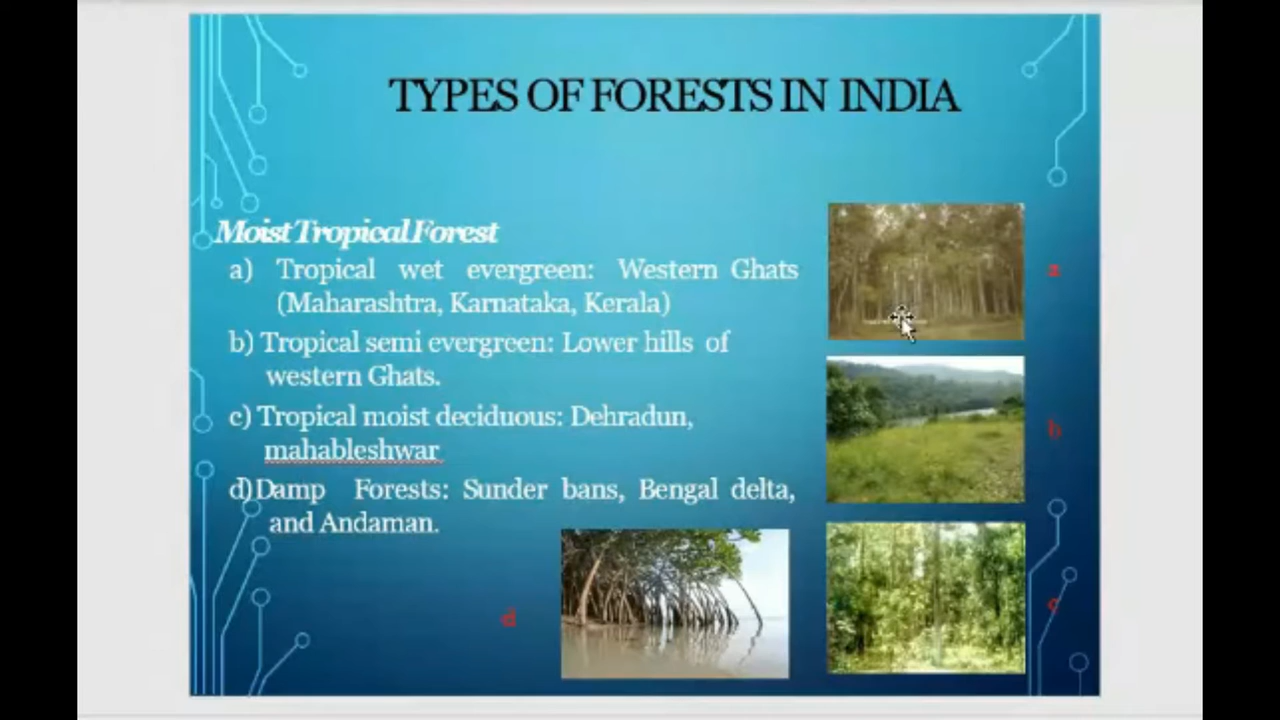 TYPES OF FORESTS IN INDIA
Moist Tropical Forest
a) Tropical wet evergreen: Western Ghats
(Maharashtra, Karnataka, Kerala)
b) Tropical semi evergreen: Lower hills of
western Ghats.
c) Tropical moist deciduous: Dehradun,
mahableshwar
d)Damp Forests: Sunder bans, Bengal delta,
and Andaman.
a
b
c
d